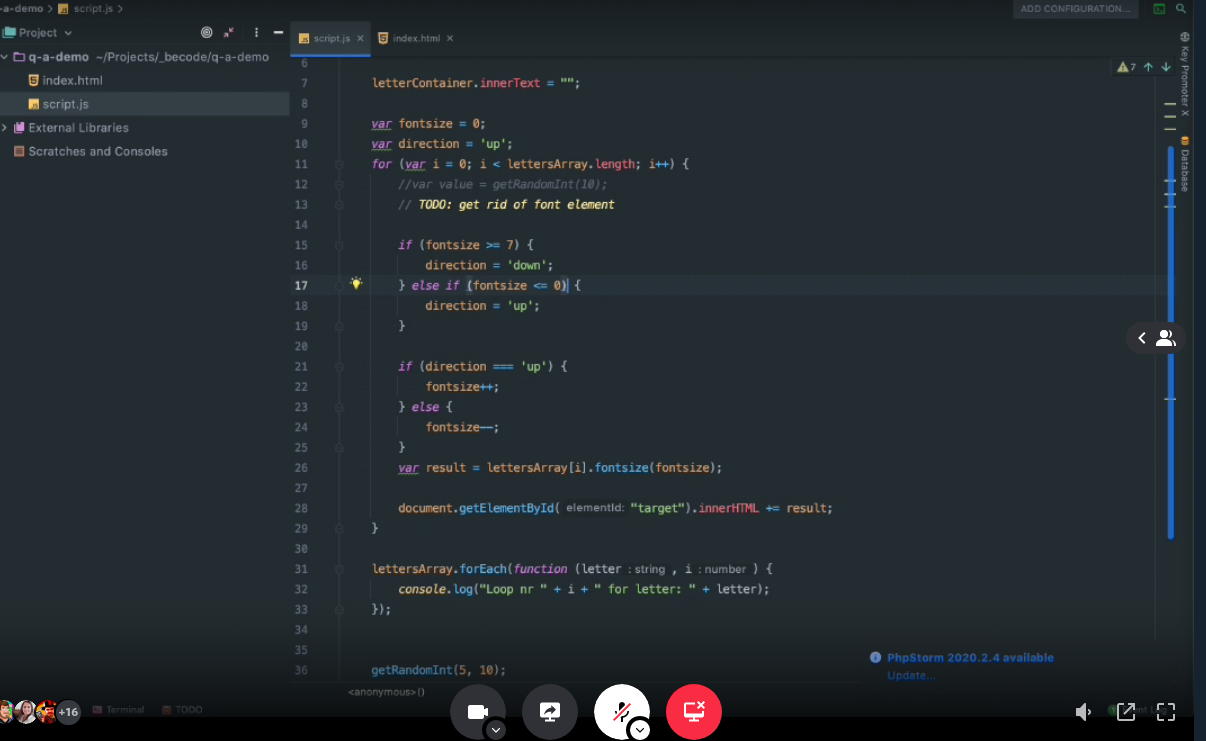 -a-demo > script.js >
ADD CONFIGURATION...
Project
script.js ×
index.html ×
q-a-demo ~/Projects/_becode/q-a-demo
index.html
script.js
External Libraries
Scratches and Consoles
7
Key Promoter X
Database
6
7 letterContainer.innerText = "";
8
9 var fontsize = 0;
10 var direction = 'up';
11 for (var i = 0; i < lettersArray.length; i++) {
12 //var value = getRandomInt(10);
13 // TODO: get rid of font element
14
15 if (fontsize >= 7) {
16 direction = 'down';
17 } else if (fontsize <= 0) {
18 direction = 'up';
19 }
20
21 if (direction === 'up') {
22 fontsize++;
23 } else {
24 fontsize--;
25 }
26 var result = lettersArray[i].fontsize(fontsize);
27
28 document.getElementById( elementId: "target").innerHTML += result;
29 }
30
31 lettersArray.forEach(function (letter : string , i : number ) {
32 console.log("Loop nr " + i + " for letter: " + letter);
33 });
34
35
36 getRandomInt(5, 10);
<anonymous>()
PhpStorm 2020.2.4 available
Update...
+16
Terminal
TODO